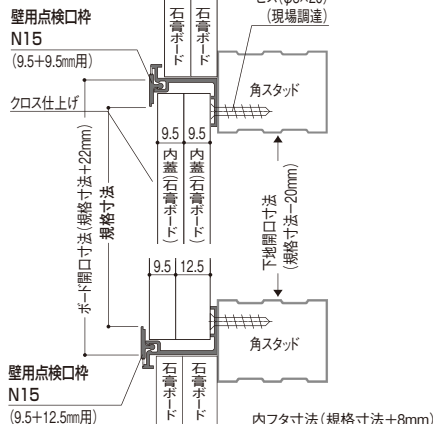 ビス(φ3×20)
(現場調達)
石膏ボード
石膏ボード
壁用点検口枠
N15
(9.5+9.5mm用)
角スタッド
クロス仕上げ
9.5 9.5
内蓋(石膏ボード)
内蓋(石膏ボード)
ボード開口寸法(規格寸法+22mm)
規格寸法
下地開口寸法
(規格寸法−20mm)
9.5 12.5
角スタッド
壁用点検口枠
N15
(9.5+12.5mm用)
石膏ボード
石膏ボード
内フタ寸法(規格寸法+8mm)